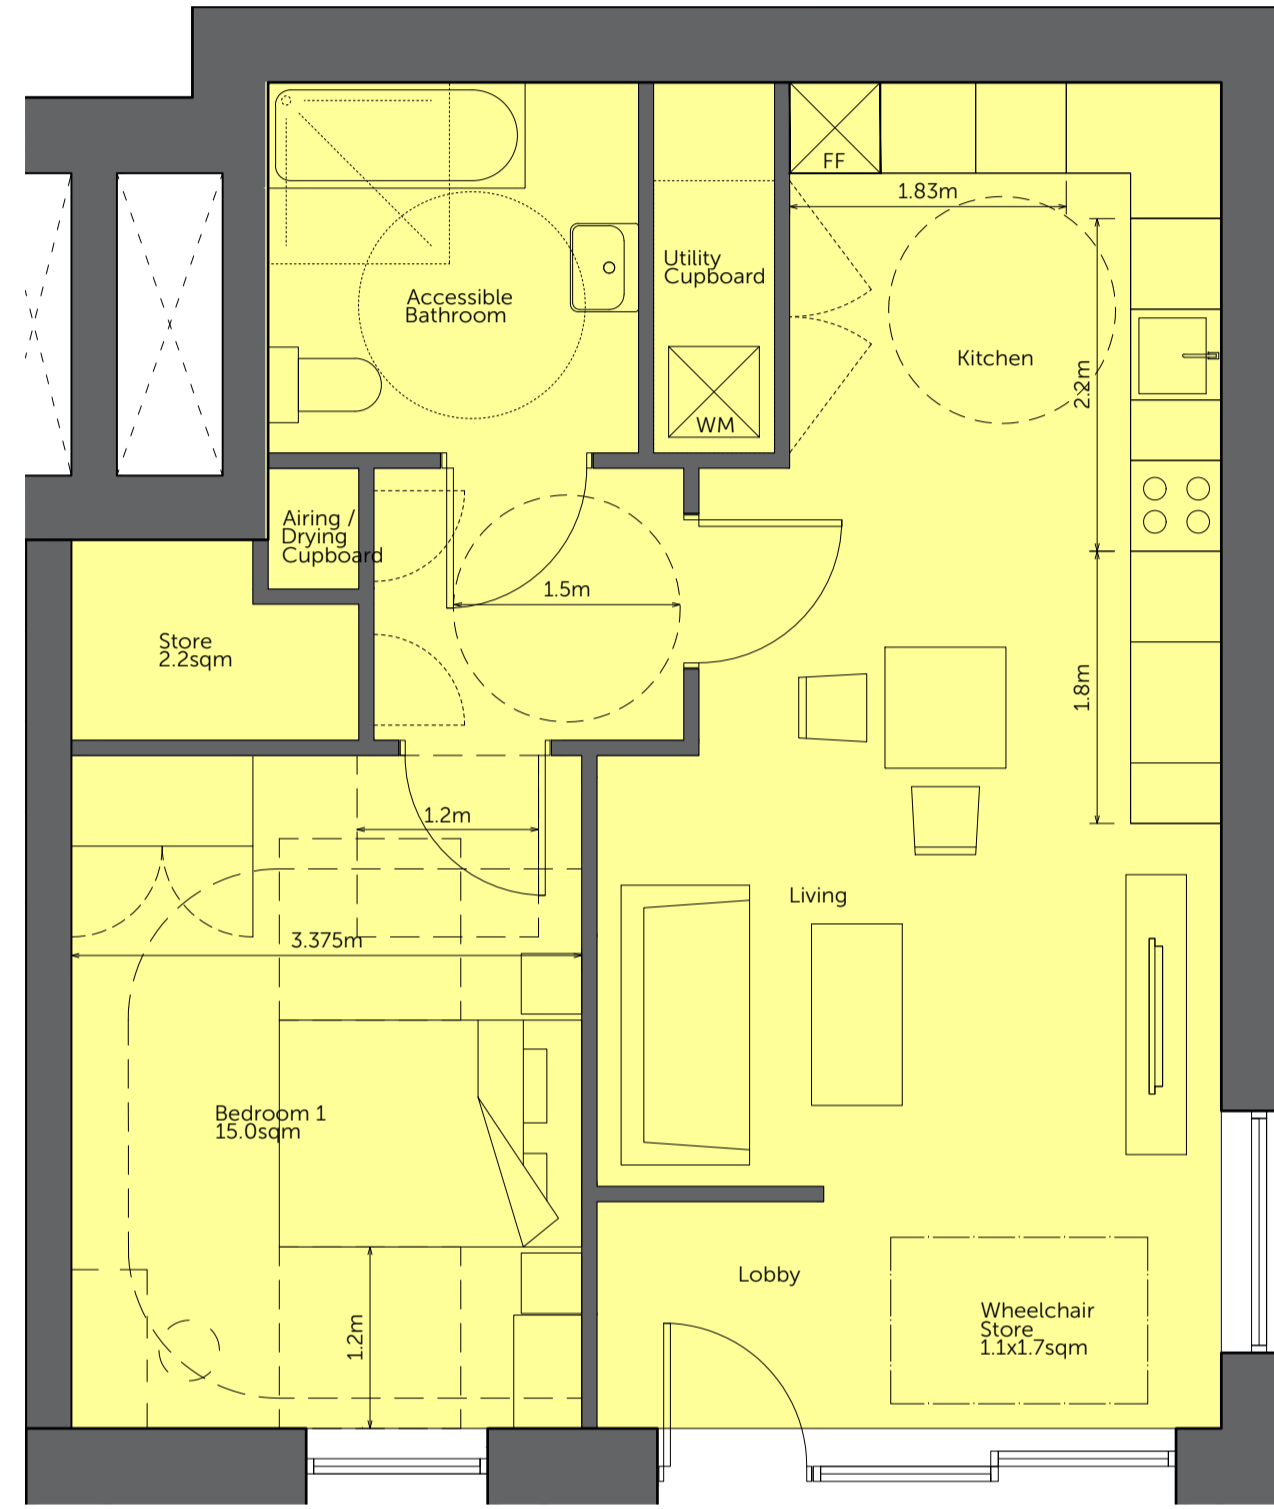 FF
1.83m
Utility
Cupboard
Accessible
Bathroom
Kitchen
2.2m
WM
Airing /
Drying
Cupboard
1.5m
Store
2.2sqm
1.8m
1.2m
Living
3.375m
Bedroom 1
15.0sqm
Lobby
Wheelchair
Store
1.1x1.7sqm
1.2m